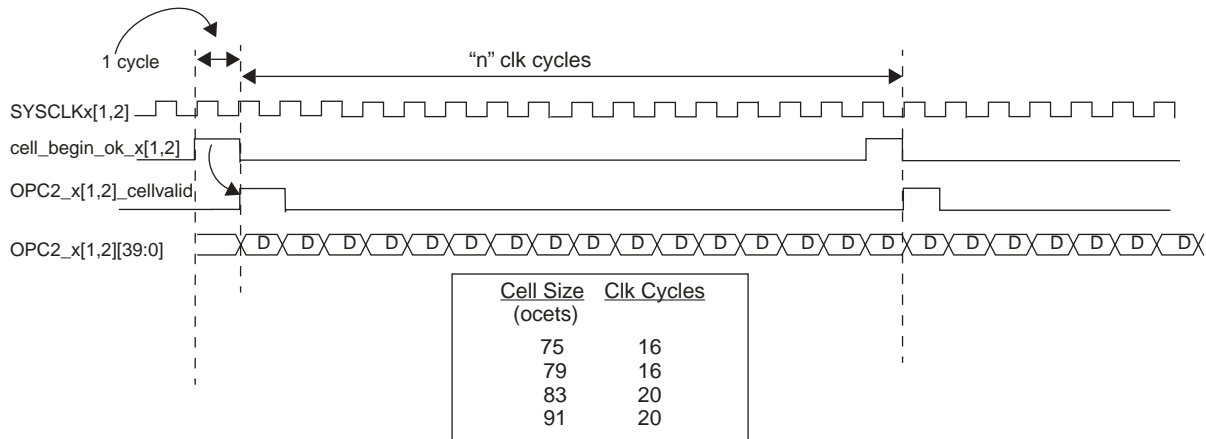 1 cycle
“n” clk cycles
SYSCLKx[1,2]
cell_begin_ok_x[1,2]
OPC2_x[1,2]_cellvalid
OPC2_x[1,2][39:0]
D D D D D D D D D D D D D D D D D D D D D D D
Cell Size Clk Cycles
(ocets)
75 16
79 16
83 20
91 20